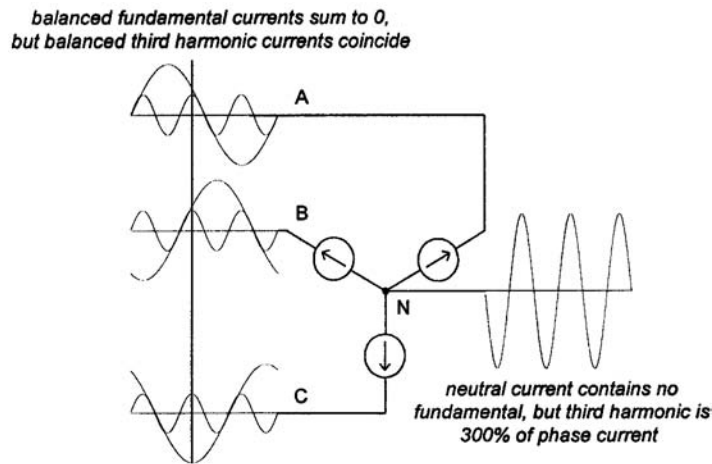 balanced fundamental currents sum to 0,
but balanced third harmonic currents coincide
A
B
N
C
neutral current contains no
fundamental, but third harmonic is
300% of phase current